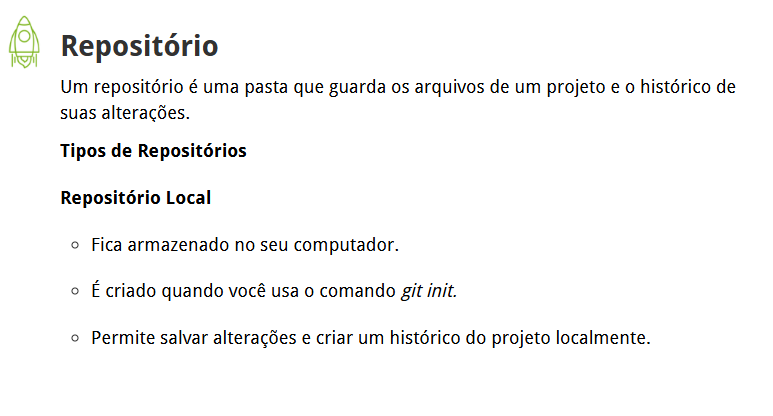 Repositório
Um repositório é uma pasta que guarda os arquivos de um projeto e o histórico de
suas alterações.
Tipos de Repositórios
Repositório Local
Fica armazenado no seu computador.
É criado quando você usa o comando git init.
Permite salvar alterações e criar um histórico do projeto localmente.